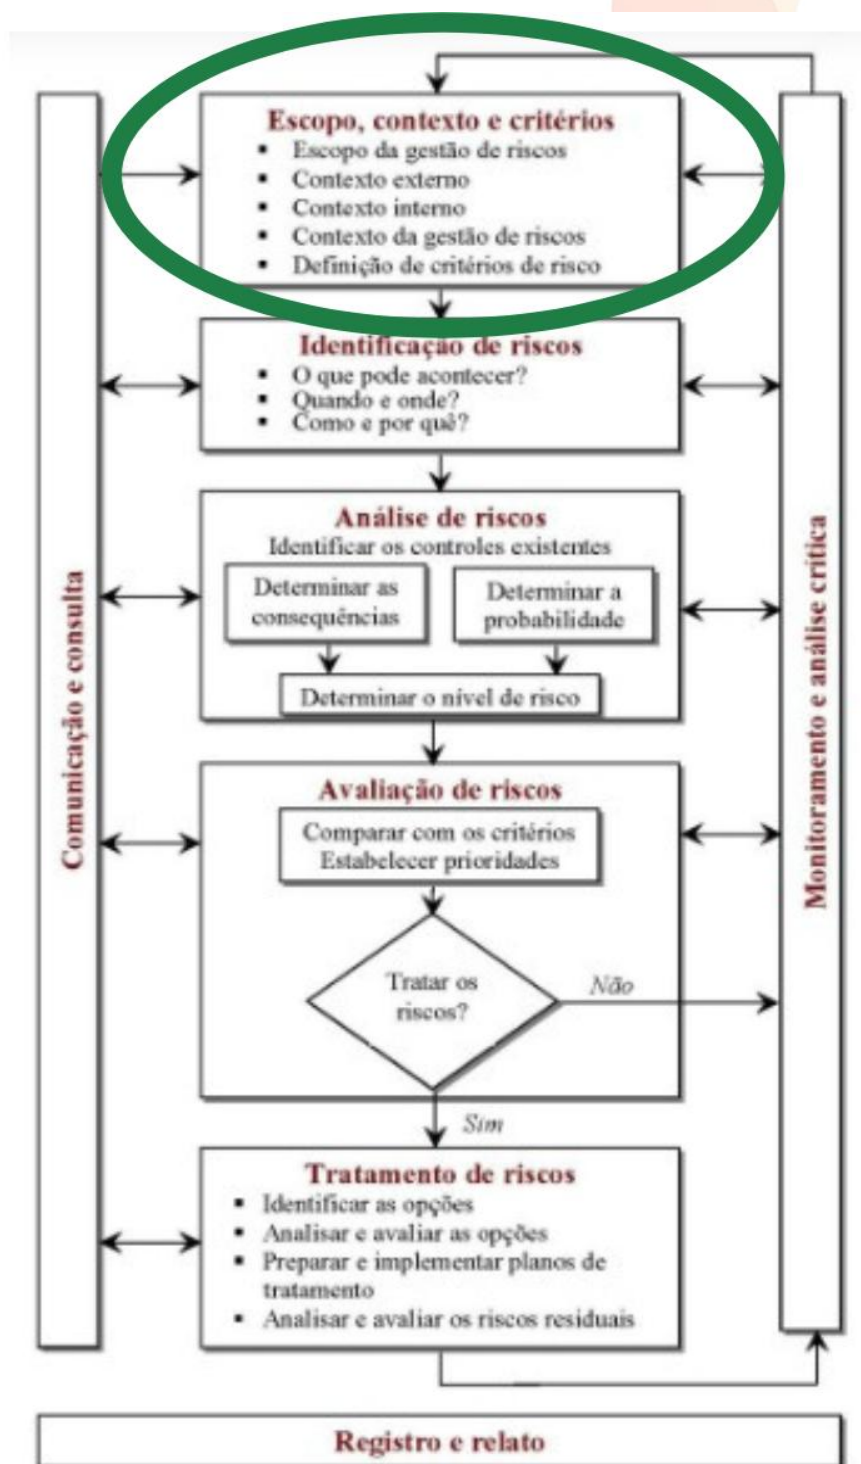 Escopo, contexto e critérios
▪ Escopo da gestão de riscos
▪ Contexto externo
▪ Contexto interno
▪ Contexto da gestão de riscos
▪ Definição de critérios de risco
Identificação de riscos
▪ O que pode acontecer?
▪ Quando e onde?
▪ Como e por quê?
Análise de riscos
Identificar os controles existentes
Determinar as
consequências
Determinar a
probabilidade
Determinar o nível de risco
Avaliação de riscos
Comparar com os critérios
Estabelecer prioridades
Tratar os
riscos?
Não
Sim
Tratamento de riscos
▪ Identificar as opções
▪ Analisar e avaliar as opções
▪ Preparar e implementar planos de
tratamento
▪ Analisar e avaliar os riscos residuais
Comunicação e consulta
Monitoramento e análise crítica
Registro e relato